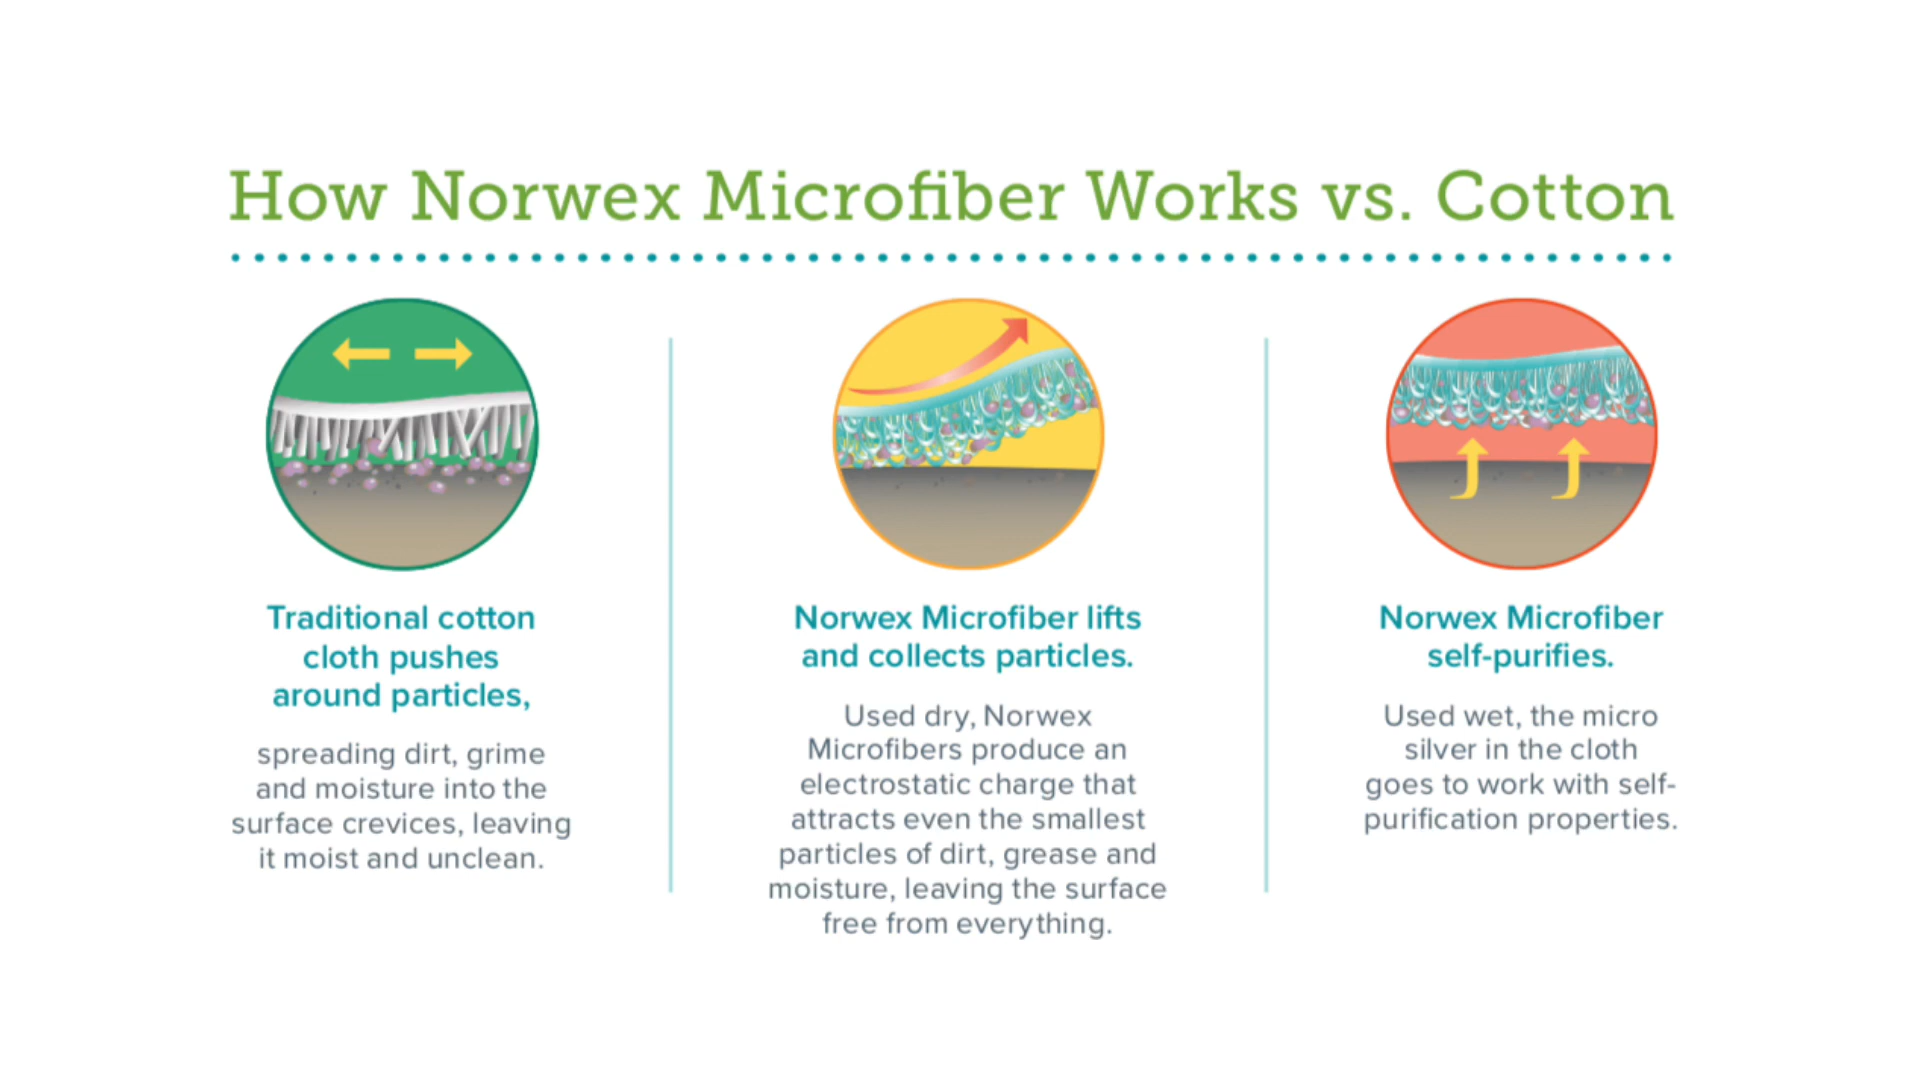 How Norwex Microfiber Works vs. Cotton
Traditional cotton
cloth pushes
around particles,
spreading dirt, grime
and moisture into the
surface crevices, leaving
it moist and unclean.
Norwex Microfiber lifts
and collects particles.
Used dry, Norwex
Microfibers produce an
electrostatic charge that
attracts even the smallest
particles of dirt, grease and
moisture, leaving the surface
free from everything.
Norwex Microfiber
self-purifies.
Used wet, the micro
silver in the cloth
goes to work with self-
purification properties.